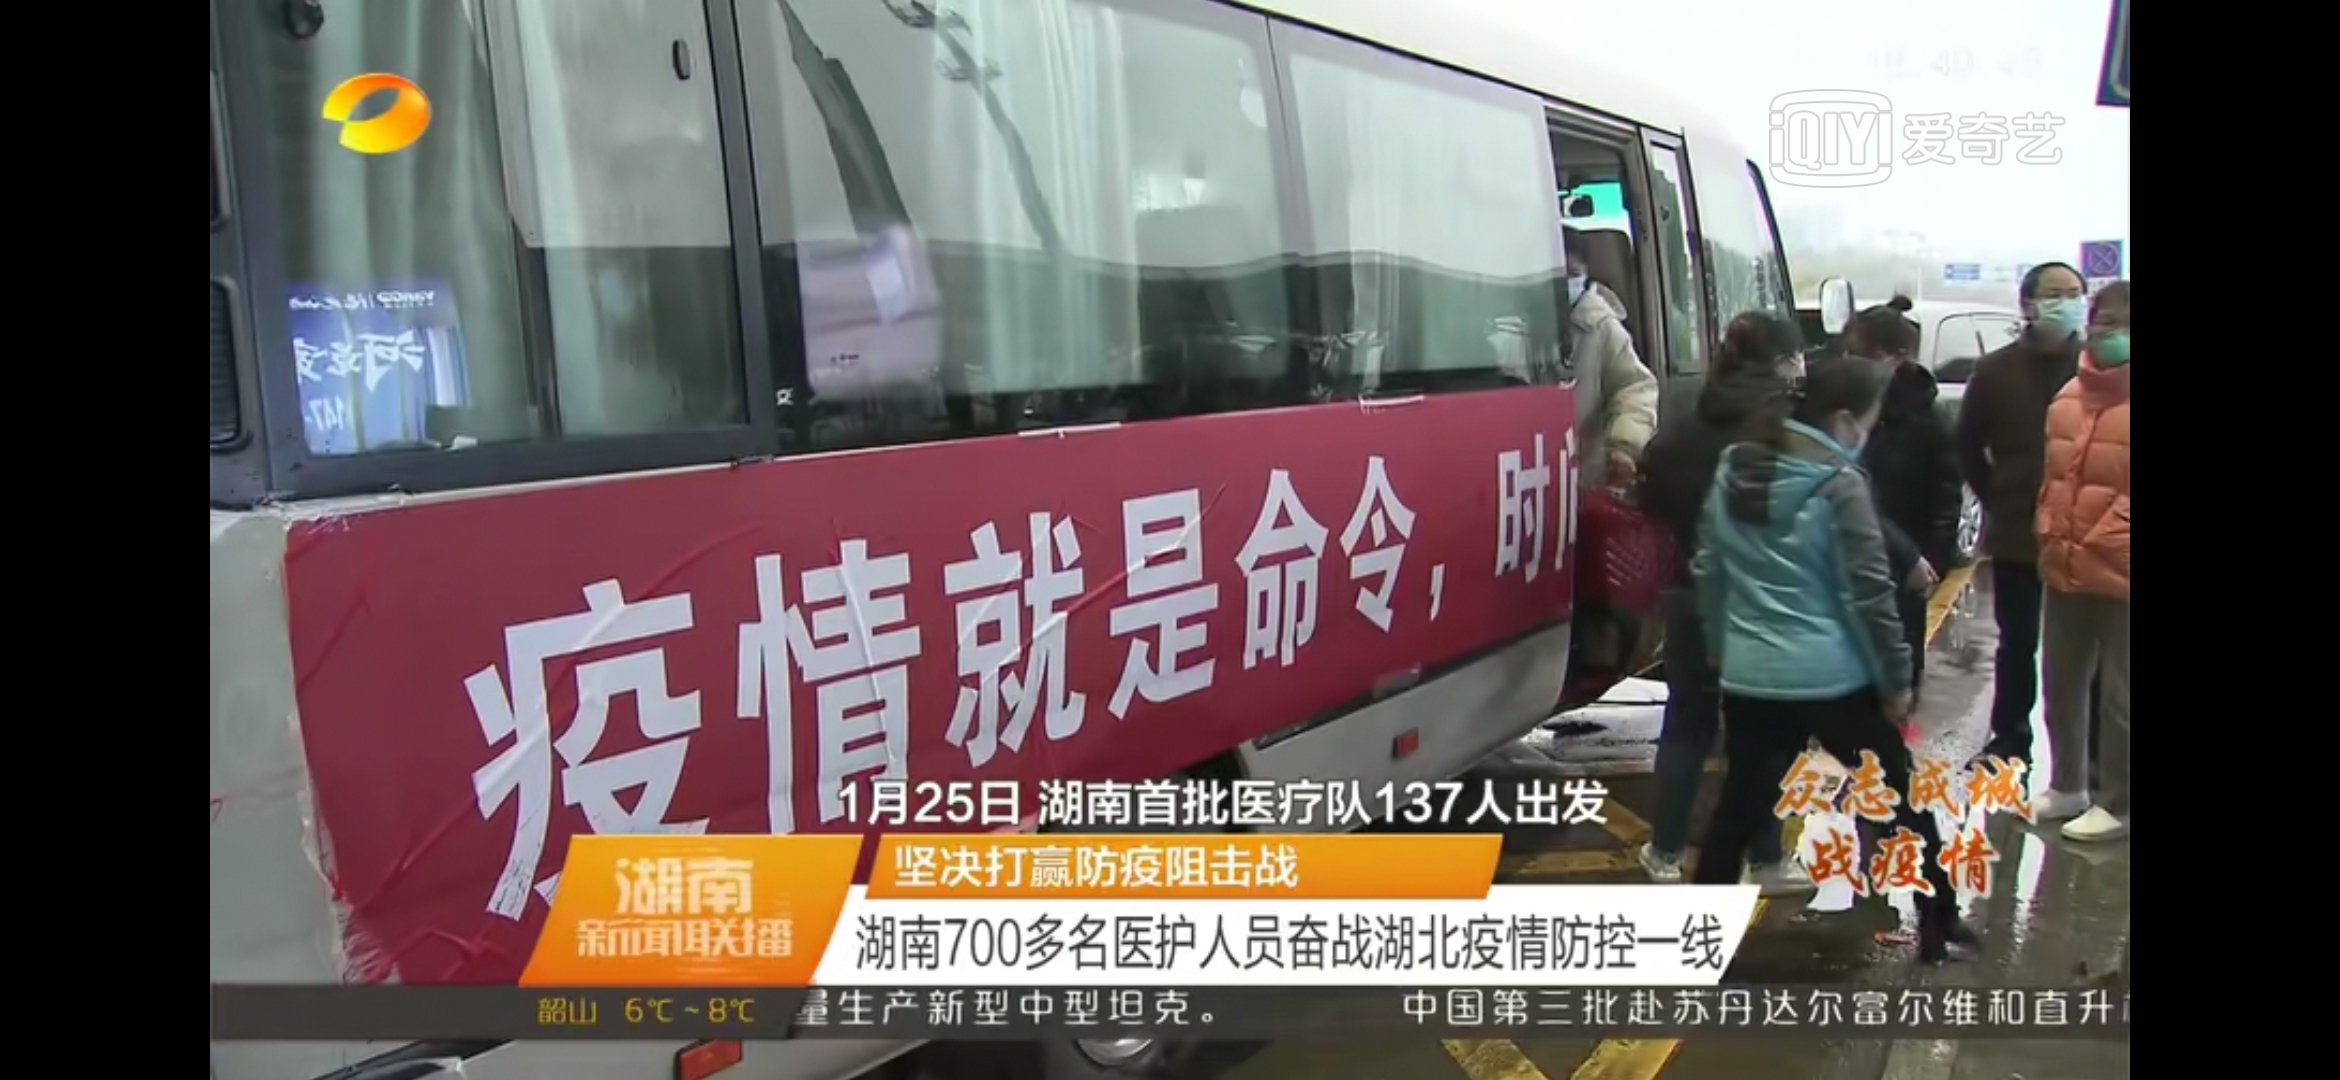 iQIYI 爱奇艺
疫情就是命令，时间
1月25日 湖南首批医疗队137人出发
众志成城
战疫情
坚决打赢防疫阻击战
湖南
新闻联播
湖南700多名医护人员奋战湖北疫情防控一线
韶山 6℃~8℃ 量生产新型中型坦克。 中国第三批赴苏丹达尔富尔维和直升